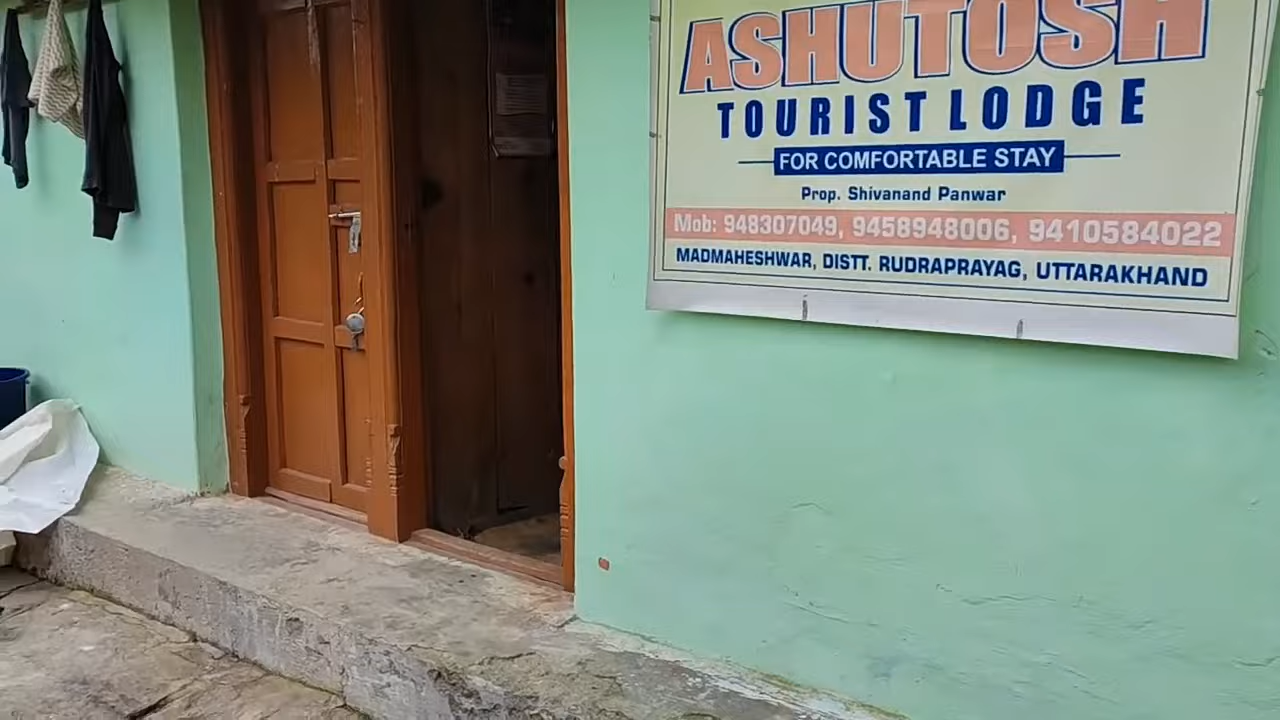 ASHUTOSH
TOURIST LODGE
FOR COMFORTABLE STAY
Prop. Shivanand Panwar
Mob: 948307049, 9458948006, 9410584022
MADMAHESHWAR, DISTT. RUDRAPRAYAG, UTTARAKHAND